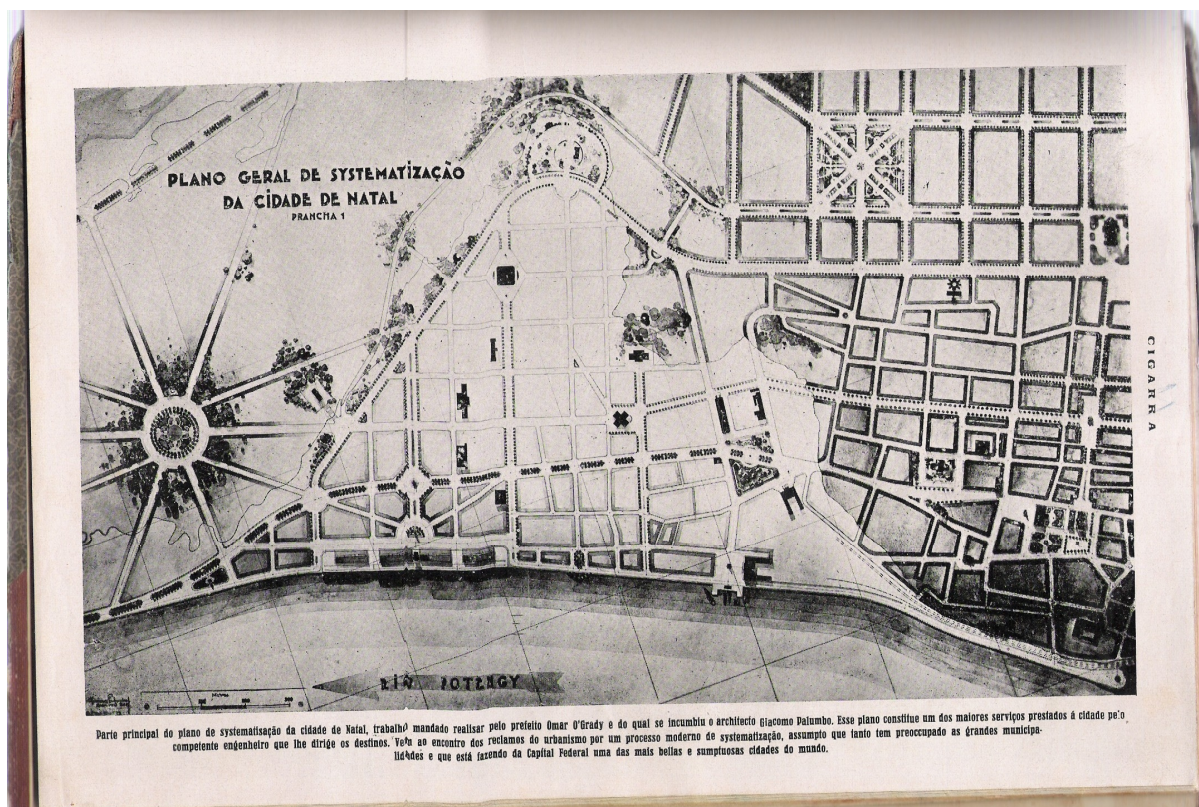 PLANO GERAL DE SYSTEMATIZAÇÃO
DA CIDADE DE NATAL
PRANCHA 1
CIGARRA
RIO POTENGY
Parte principal do plano de systematisação da cidade de Natal, trabalho mandado realisar pelo prefeito Omar O'Grady e do qual se incumbiu o architecto Giacomo Palumbo. Esse plano constitue um dos maiores serviços prestados á cidade pelo
competente engenheiro que lhe dirige os destinos. Vem ao encontro dos reclamos do urbanismo por um processo moderno de systematização, assumpto que tanto tem preoccupado as grandes municipa-
lidades e que está fazendo da Capital Federal uma das mais bellas e sumptuosas cidades do mundo.